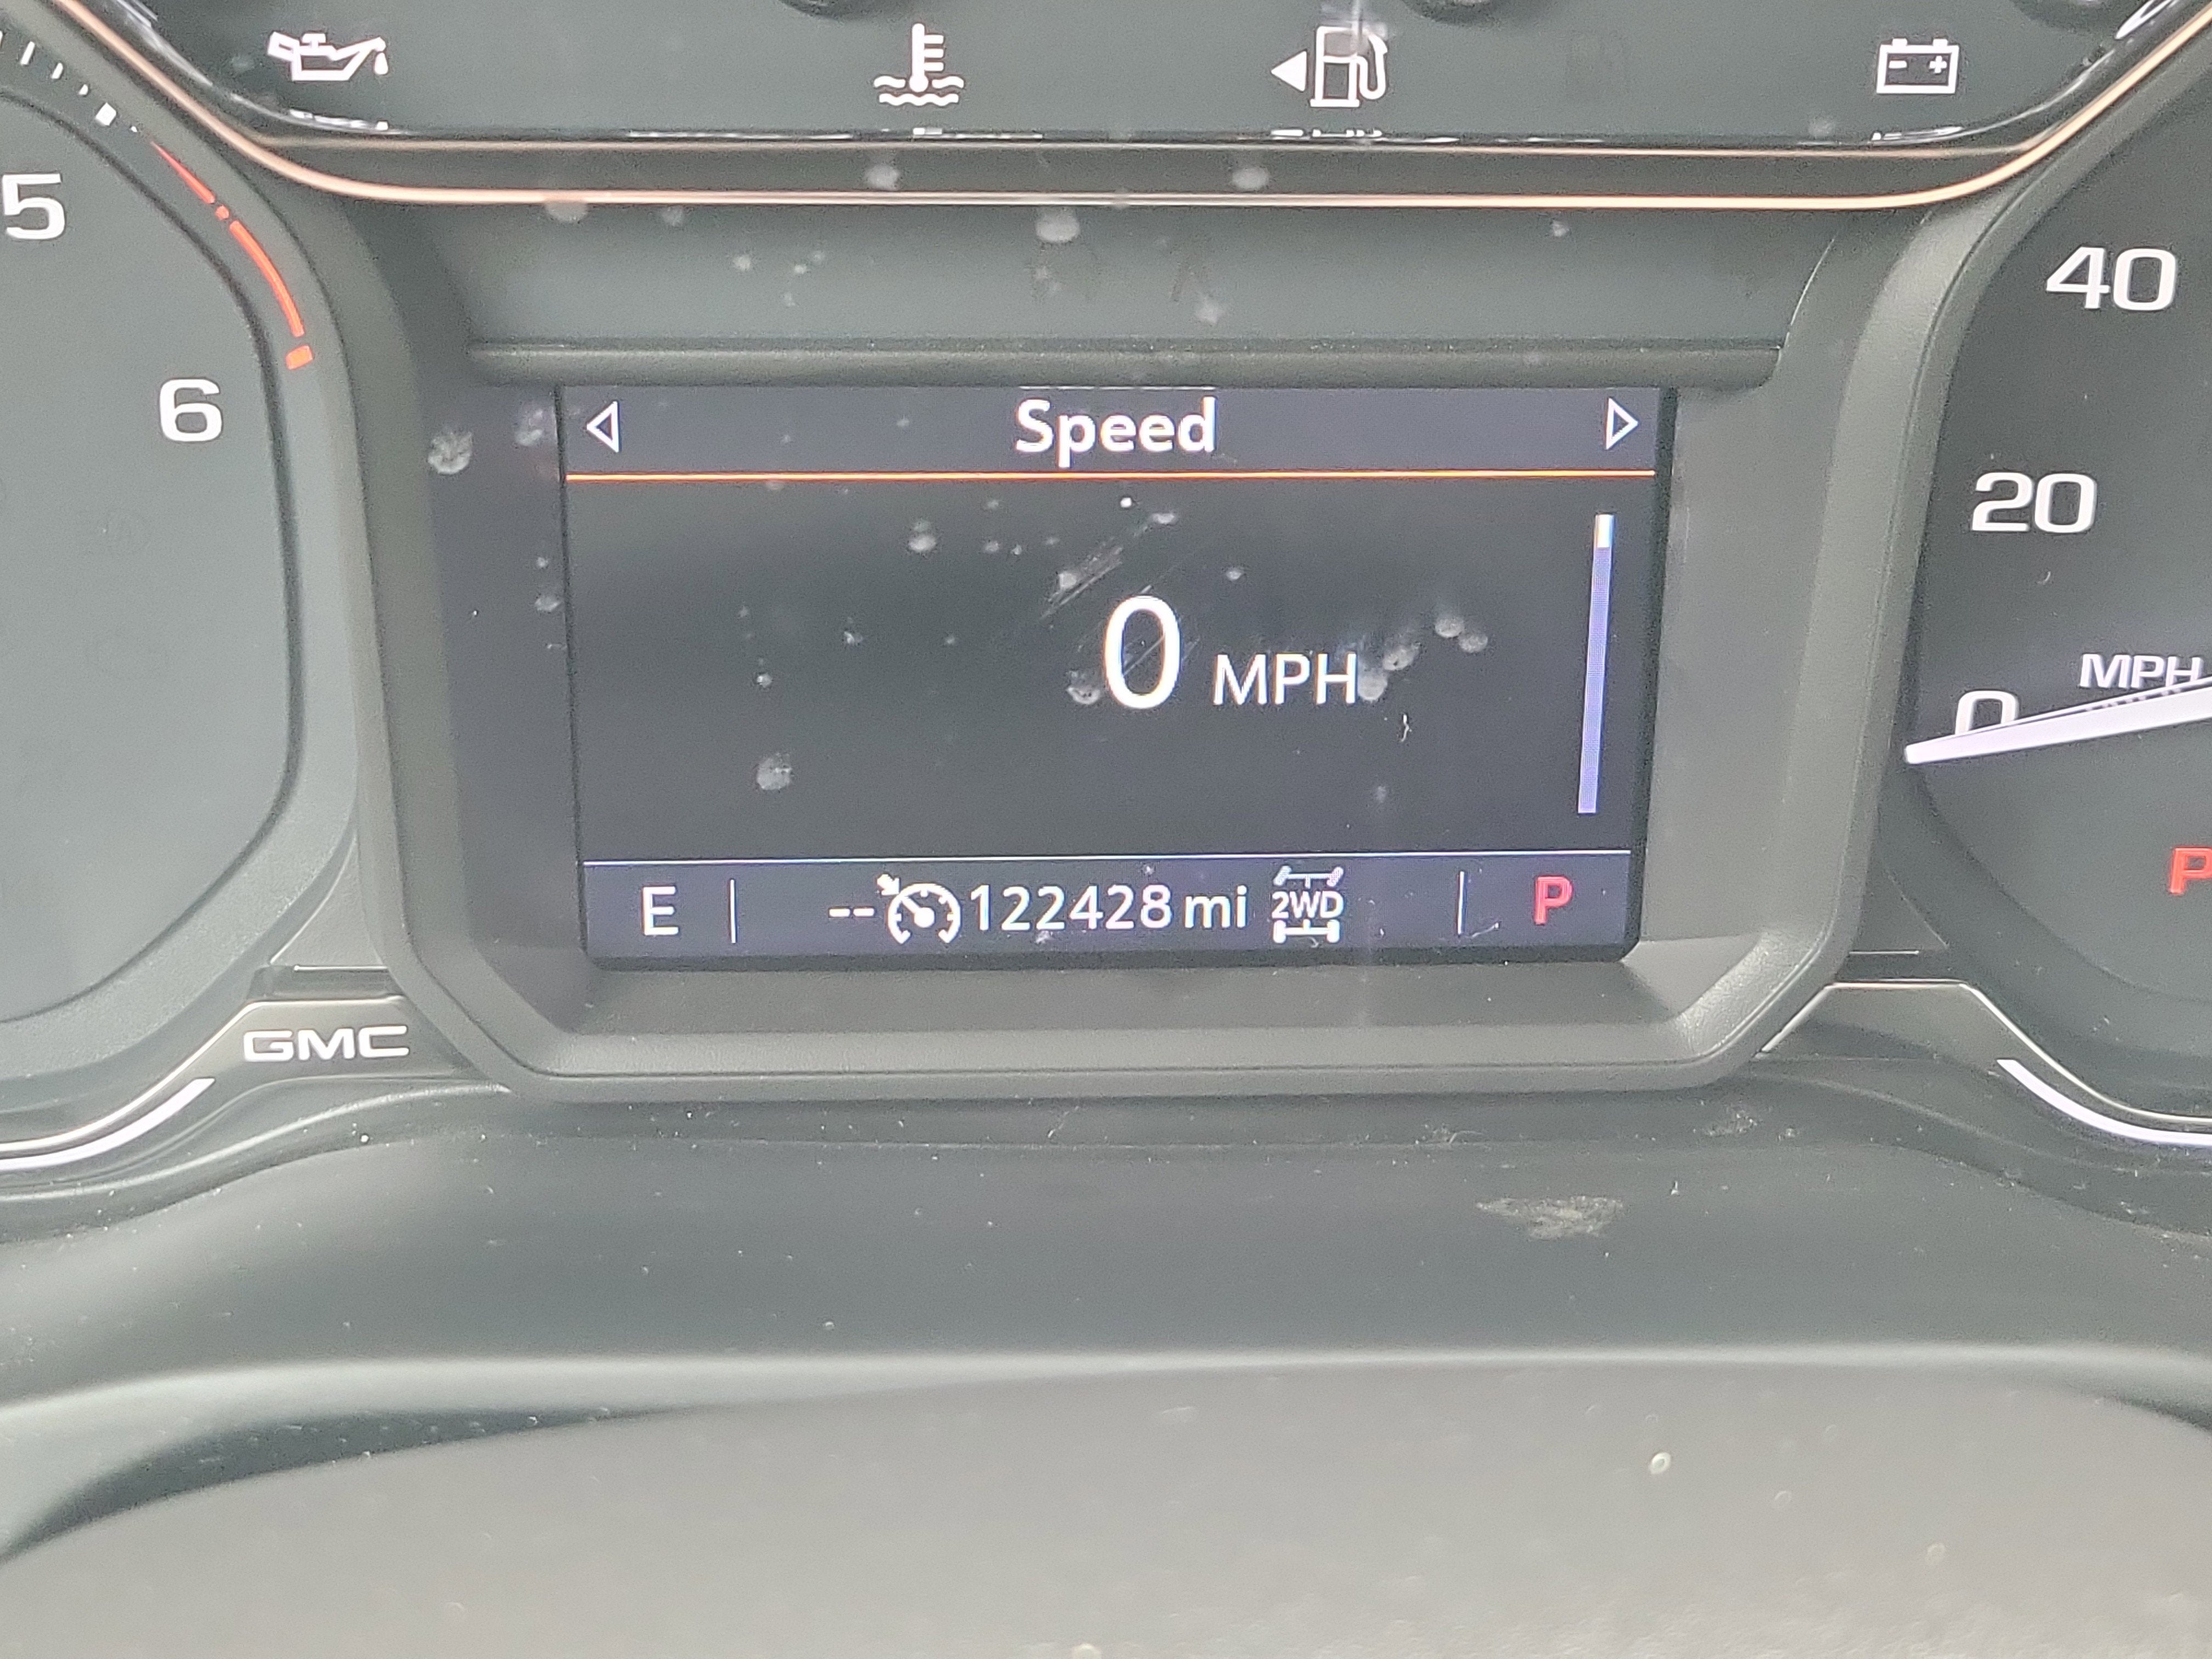 5
6
Speed
0 MPH
E
--
122428 mi
2WD
P
GMC
40
20
MPH
0
P